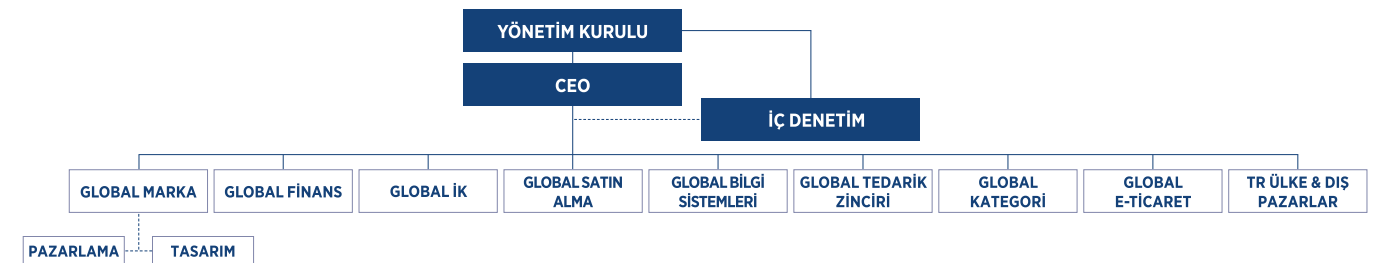 YÖNETİM KURULU
CEO
İÇ DENETİM
GLOBAL MARKA
GLOBAL FİNANS
GLOBAL İK
GLOBAL SATIN
ALMA
GLOBAL BİLGİ
SİSTEMLERİ
GLOBAL TEDARİK
ZİNCİRİ
GLOBAL
KATEGORİ
GLOBAL
E-TİCARET
TR ÜLKE & DIŞ
PAZARLAR
PAZARLAMA
TASARIM